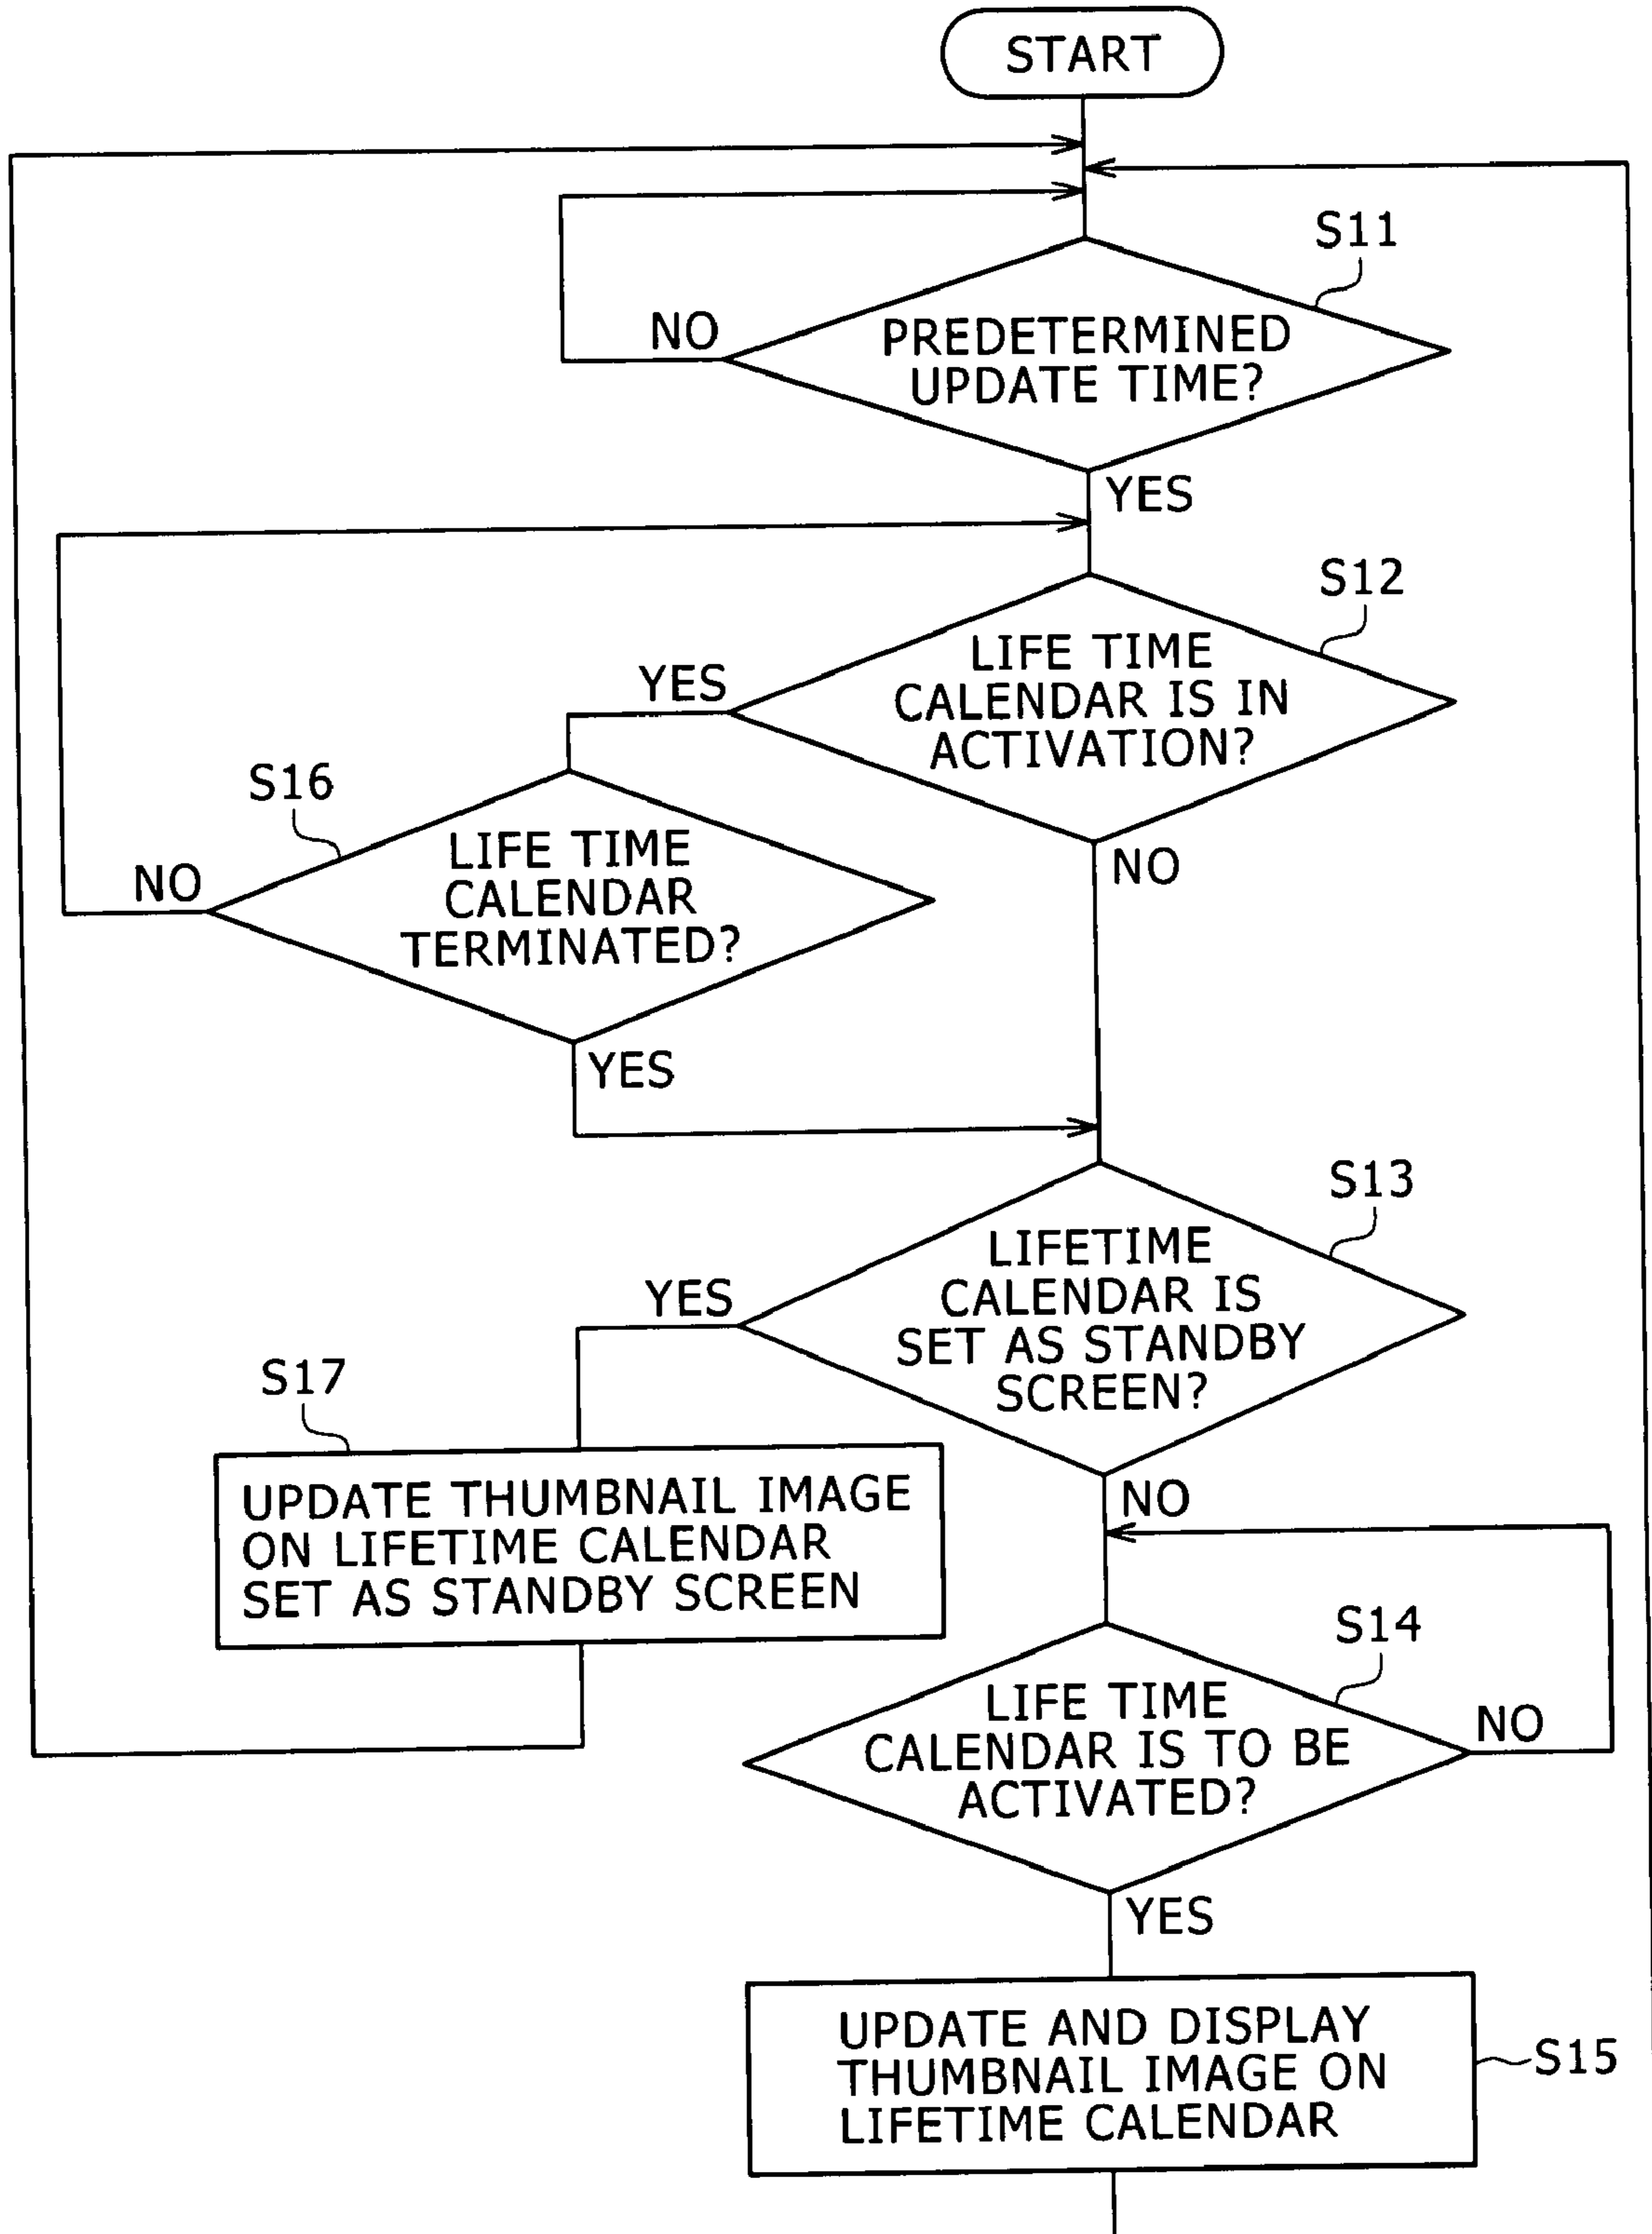 START
S11
NO
PREDETERMINED
UPDATE TIME?
YES
S12
YES
LIFE TIME
CALENDAR IS IN
ACTIVATION?
S16
NO
LIFE TIME
CALENDAR
TERMINATED?
NO
YES
S13
YES
LIFETIME
CALENDAR IS
SET AS STANDBY
SCREEN?
S17
UPDATE THUMBNAIL IMAGE
ON LIFETIME CALENDAR
SET AS STANDBY SCREEN
NO
S14
LIFE TIME
CALENDAR IS TO BE
ACTIVATED?
NO
YES
UPDATE AND DISPLAY
THUMBNAIL IMAGE ON
LIFETIME CALENDAR
S15